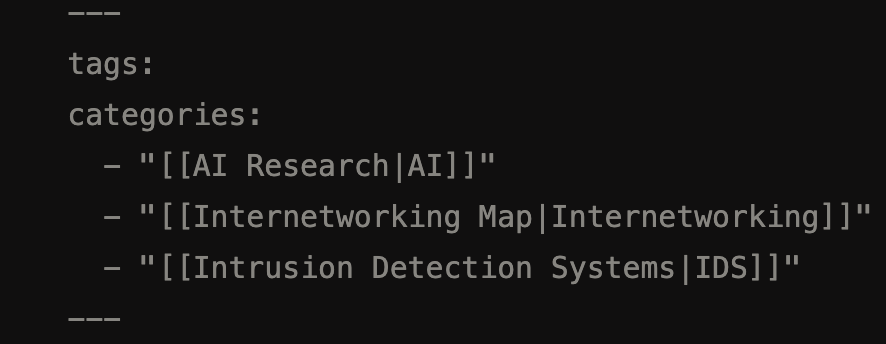 ---
tags:
categories:
  - "[[AI Research|AI]]"
  - "[[Internetworking Map|Internetworking]]"
  - "[[Intrusion Detection Systems|IDS]]"
---